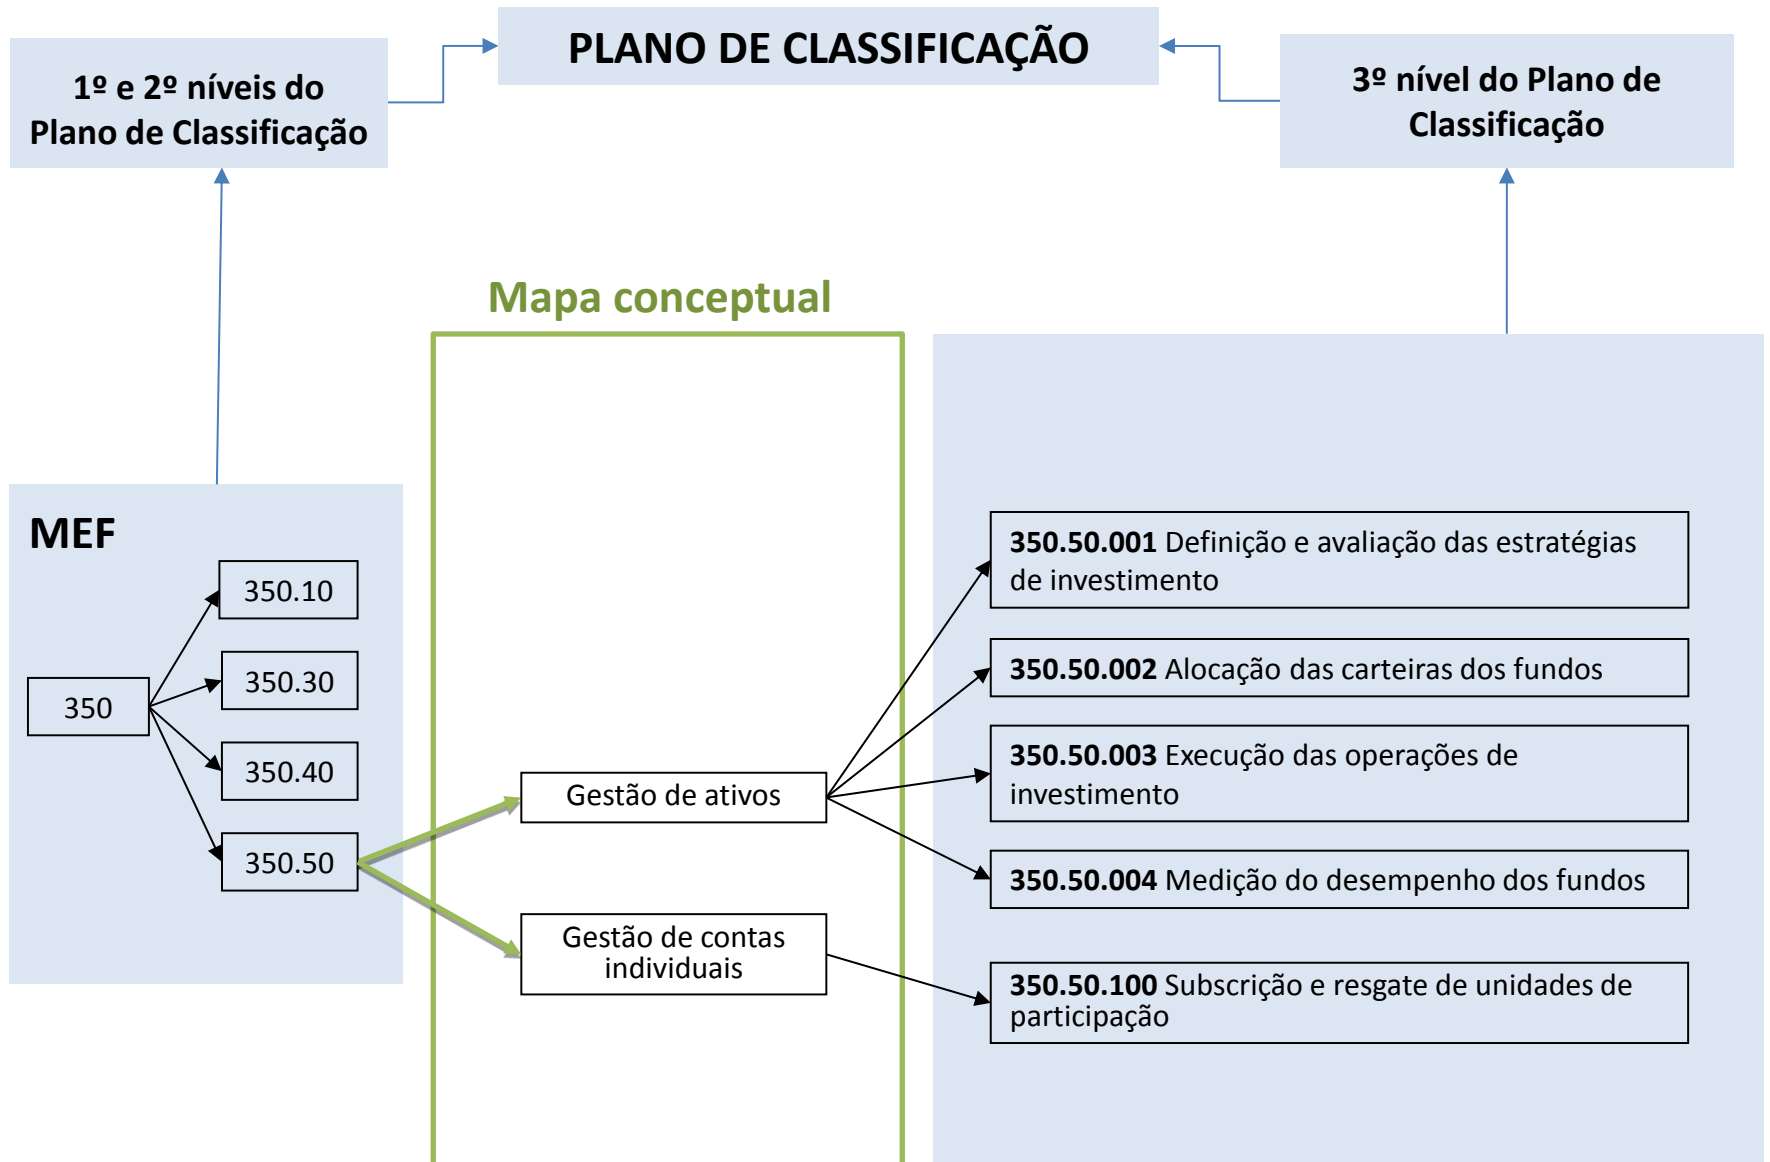 PLANO DE CLASSIFICAÇÃO
1º e 2º níveis do
Plano de Classificação
3º nível do Plano de
Classificação
Mapa conceptual
MEF
350
350.10
350.30
350.40
350.50
Gestão de ativos
Gestão de contas
individuais
350.50.001 Definição e avaliação das estratégias
de investimento
350.50.002 Alocação das carteiras dos fundos
350.50.003 Execução das operações de
investimento
350.50.004 Medição do desempenho dos fundos
350.50.100 Subscrição e resgate de unidades de
participação